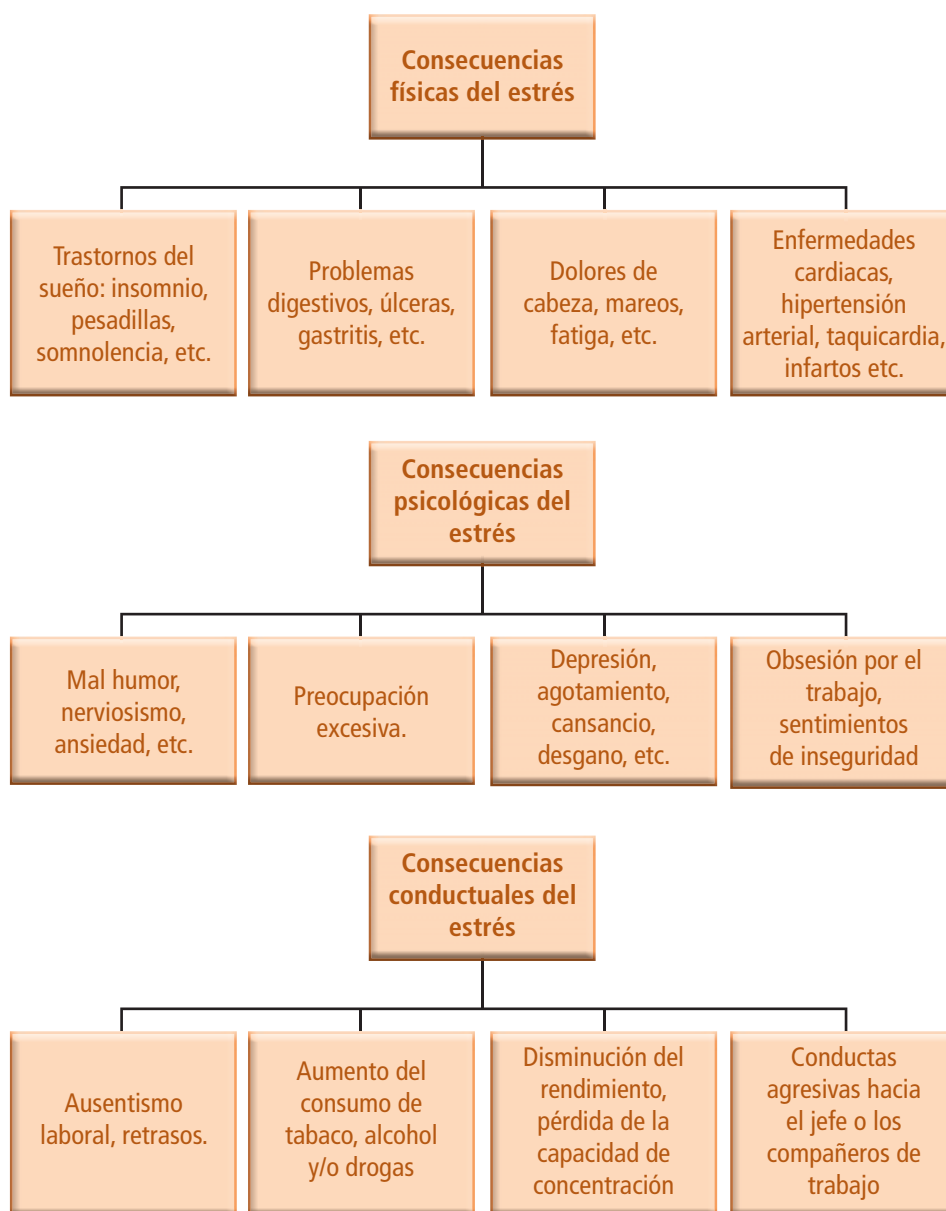 Consecuencias
físicas del estrés
Trastornos del
sueño: insomnio,
pesadillas,
somnolencia, etc.
Problemas
digestivos, úlceras,
gastritis, etc.
Dolores de
cabeza, mareos,
fatiga, etc.
Enfermedades
cardiacas,
hipertensión
arterial, taquicardia,
infartos etc.
Consecuencias
psicológicas del
estrés
Mal humor,
nerviosismo,
ansiedad, etc.
Preocupación
excesiva.
Depresión,
agotamiento,
cansancio,
desgano, etc.
Obsesión por el
trabajo,
sentimientos
de inseguridad
Consecuencias
conductuales del
estrés
Ausentismo
laboral, retrasos.
Aumento del
consumo de
tabaco, alcohol
y/o drogas
Disminución del
rendimiento,
pérdida de la
capacidad de
concentración
Conductas
agresivas hacia
el jefe o los
compañeros de
trabajo